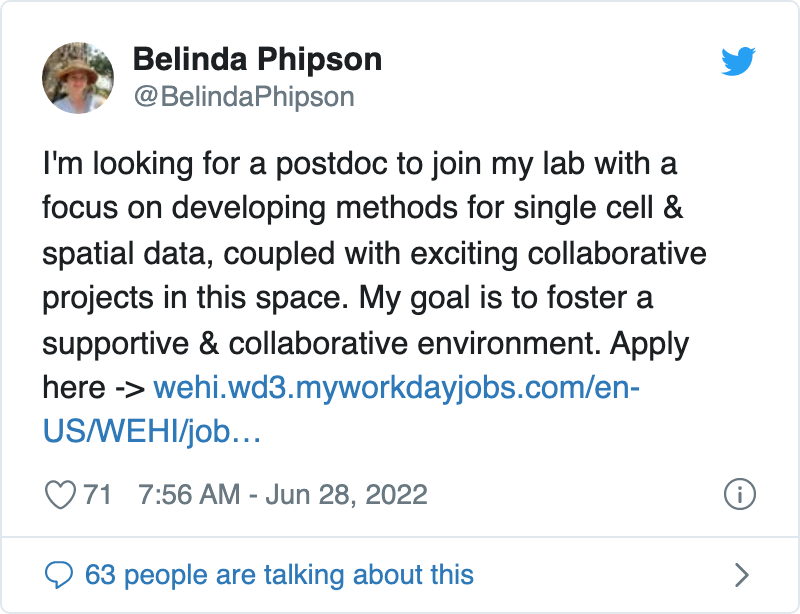 Belinda Phipson
@BelindaPhipson
I'm looking for a postdoc to join my lab with a
focus on developing methods for single cell &
spatial data, coupled with exciting collaborative
projects in this space. My goal is to foster a
supportive & collaborative environment. Apply
here -> wehi.wd3.myworkdayjobs.com/en-
US/WEHI/job…
71 7:56 AM - Jun 28, 2022
63 people are talking about this